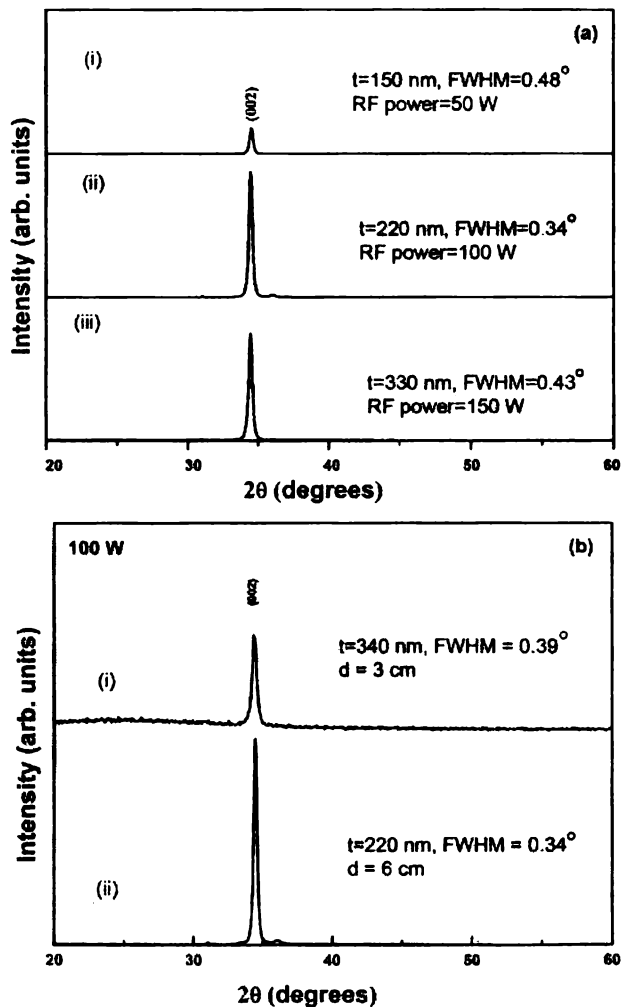 (a)
(i)
t=150 nm, FWHM=0.48°
RF power=50 W
(002)
(ii)
t=220 nm, FWHM=0.34°
RF power=100 W
(iii)
t=330 nm, FWHM=0.43°
RF power=150 W
Intensity (arb. units)
20 30 40 50 60
2θ (degrees)
100 W
(b)
(002)
t=340 nm, FWHM = 0.39°
d = 3 cm
(i)
t=220 nm, FWHM = 0.34°
d = 6 cm
(ii)
Intensity (arb. units)
20 30 40 50 60
2θ (degrees)